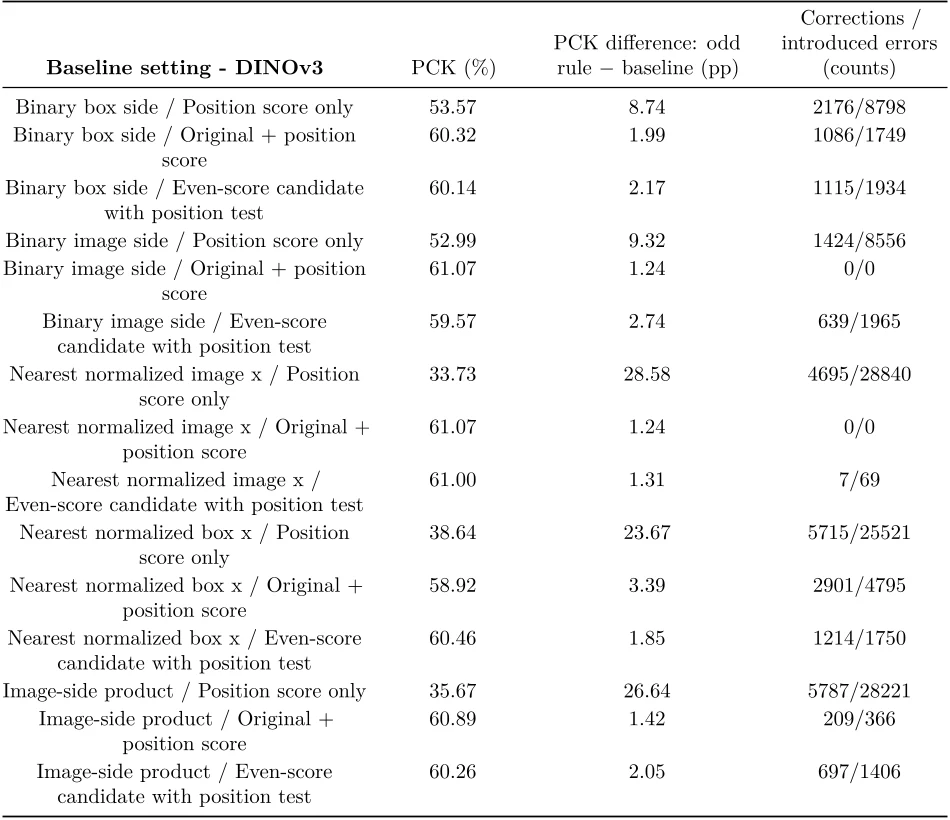 Corrections /
PCK difference: odd introduced errors
Baseline setting - DINOv3 PCK (%) rule − baseline (pp) (counts)
Binary box side / Position score only 53.57 8.74 2176/8798
Binary box side / Original + position 60.32 1.99 1086/1749
score
Binary box side / Even-score candidate 60.14 2.17 1115/1934
with position test
Binary image side / Position score only 52.99 9.32 1424/8556
Binary image side / Original + position 61.07 1.24 0/0
score
Binary image side / Even-score 59.57 2.74 639/1965
candidate with position test
Nearest normalized image x / Position 33.73 28.58 4695/28840
score only
Nearest normalized image x / Original + 61.07 1.24 0/0
position score
Nearest normalized image x / 61.00 1.31 7/69
Even-score candidate with position test
Nearest normalized box x / Position 38.64 23.67 5715/25521
score only
Nearest normalized box x / Original + 58.92 3.39 2901/4795
position score
Nearest normalized box x / Even-score 60.46 1.85 1214/1750
candidate with position test
Image-side product / Position score only 35.67 26.64 5787/28221
Image-side product / Original + 60.89 1.42 209/366
position score
Image-side product / Even-score 60.26 2.05 697/1406
candidate with position test